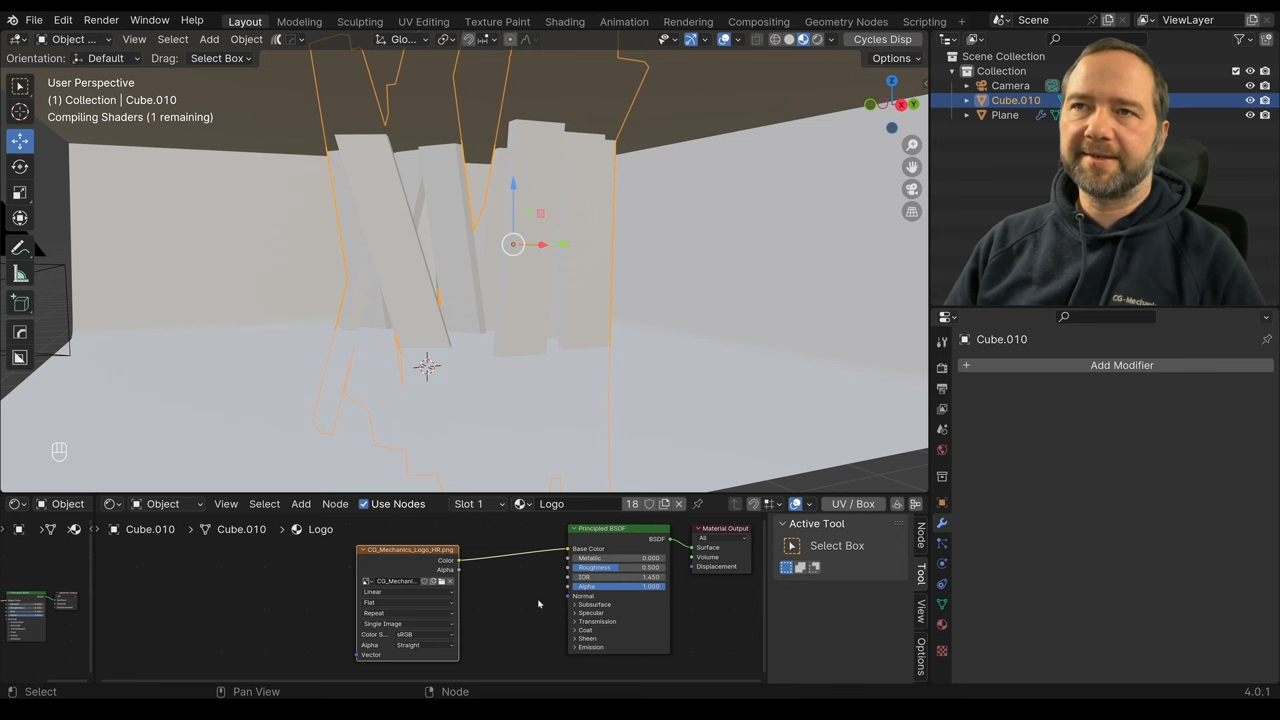 File Edit Render Window Help Layout Modeling Sculpting UV Editing Texture Paint Shading Animation Rendering Compositing Geometry Nodes Scripting + Scene ViewLayer
Object ... View Select Add Object Glo... Cycles Disp
Orientation: Default Drag: Select Box Options
User Perspective
(1) Collection | Cube.010
Compiling Shaders (1 remaining)
Z
X
Y
Scene Collection
Collection
Camera
Cube.010
Plane
CG-Mechani
Cube.010
+ Add Modifier
Object Object View Select Add Node Use Nodes Slot 1 Logo 18 UV / Box
Cube.010 > Cube.010 > Logo
CG_Mechanics_Logo_HR.png
Color
Alpha
CG_Mechani...
Linear
Flat
Repeat
Single Image
Color S... sRGB
Alpha Straight
Vector
Principled BSDF
BSDF
Base Color
Metallic 0.000
Roughness 0.500
IOR 1.450
Alpha 1.000
Normal
Subsurface
Specular
Transmission
Coat
Sheen
Emission
Material Output
All
Surface
Volume
Displacement
Active Tool
Select Box
Node
Tool
View
Options
Select Pan View Node 4.0.1